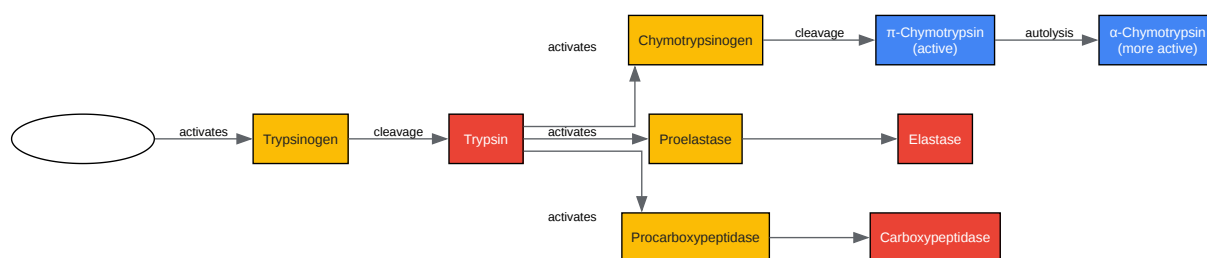 activates
Trypsinogen
cleavage
Trypsin
activates
Chymotrypsinogen
cleavage
π-Chymotrypsin
(active)
autolysis
α-Chymotrypsin
(more active)
activates
Proelastase
Elastase
activates
Procarboxypeptidase
Carboxypeptidase